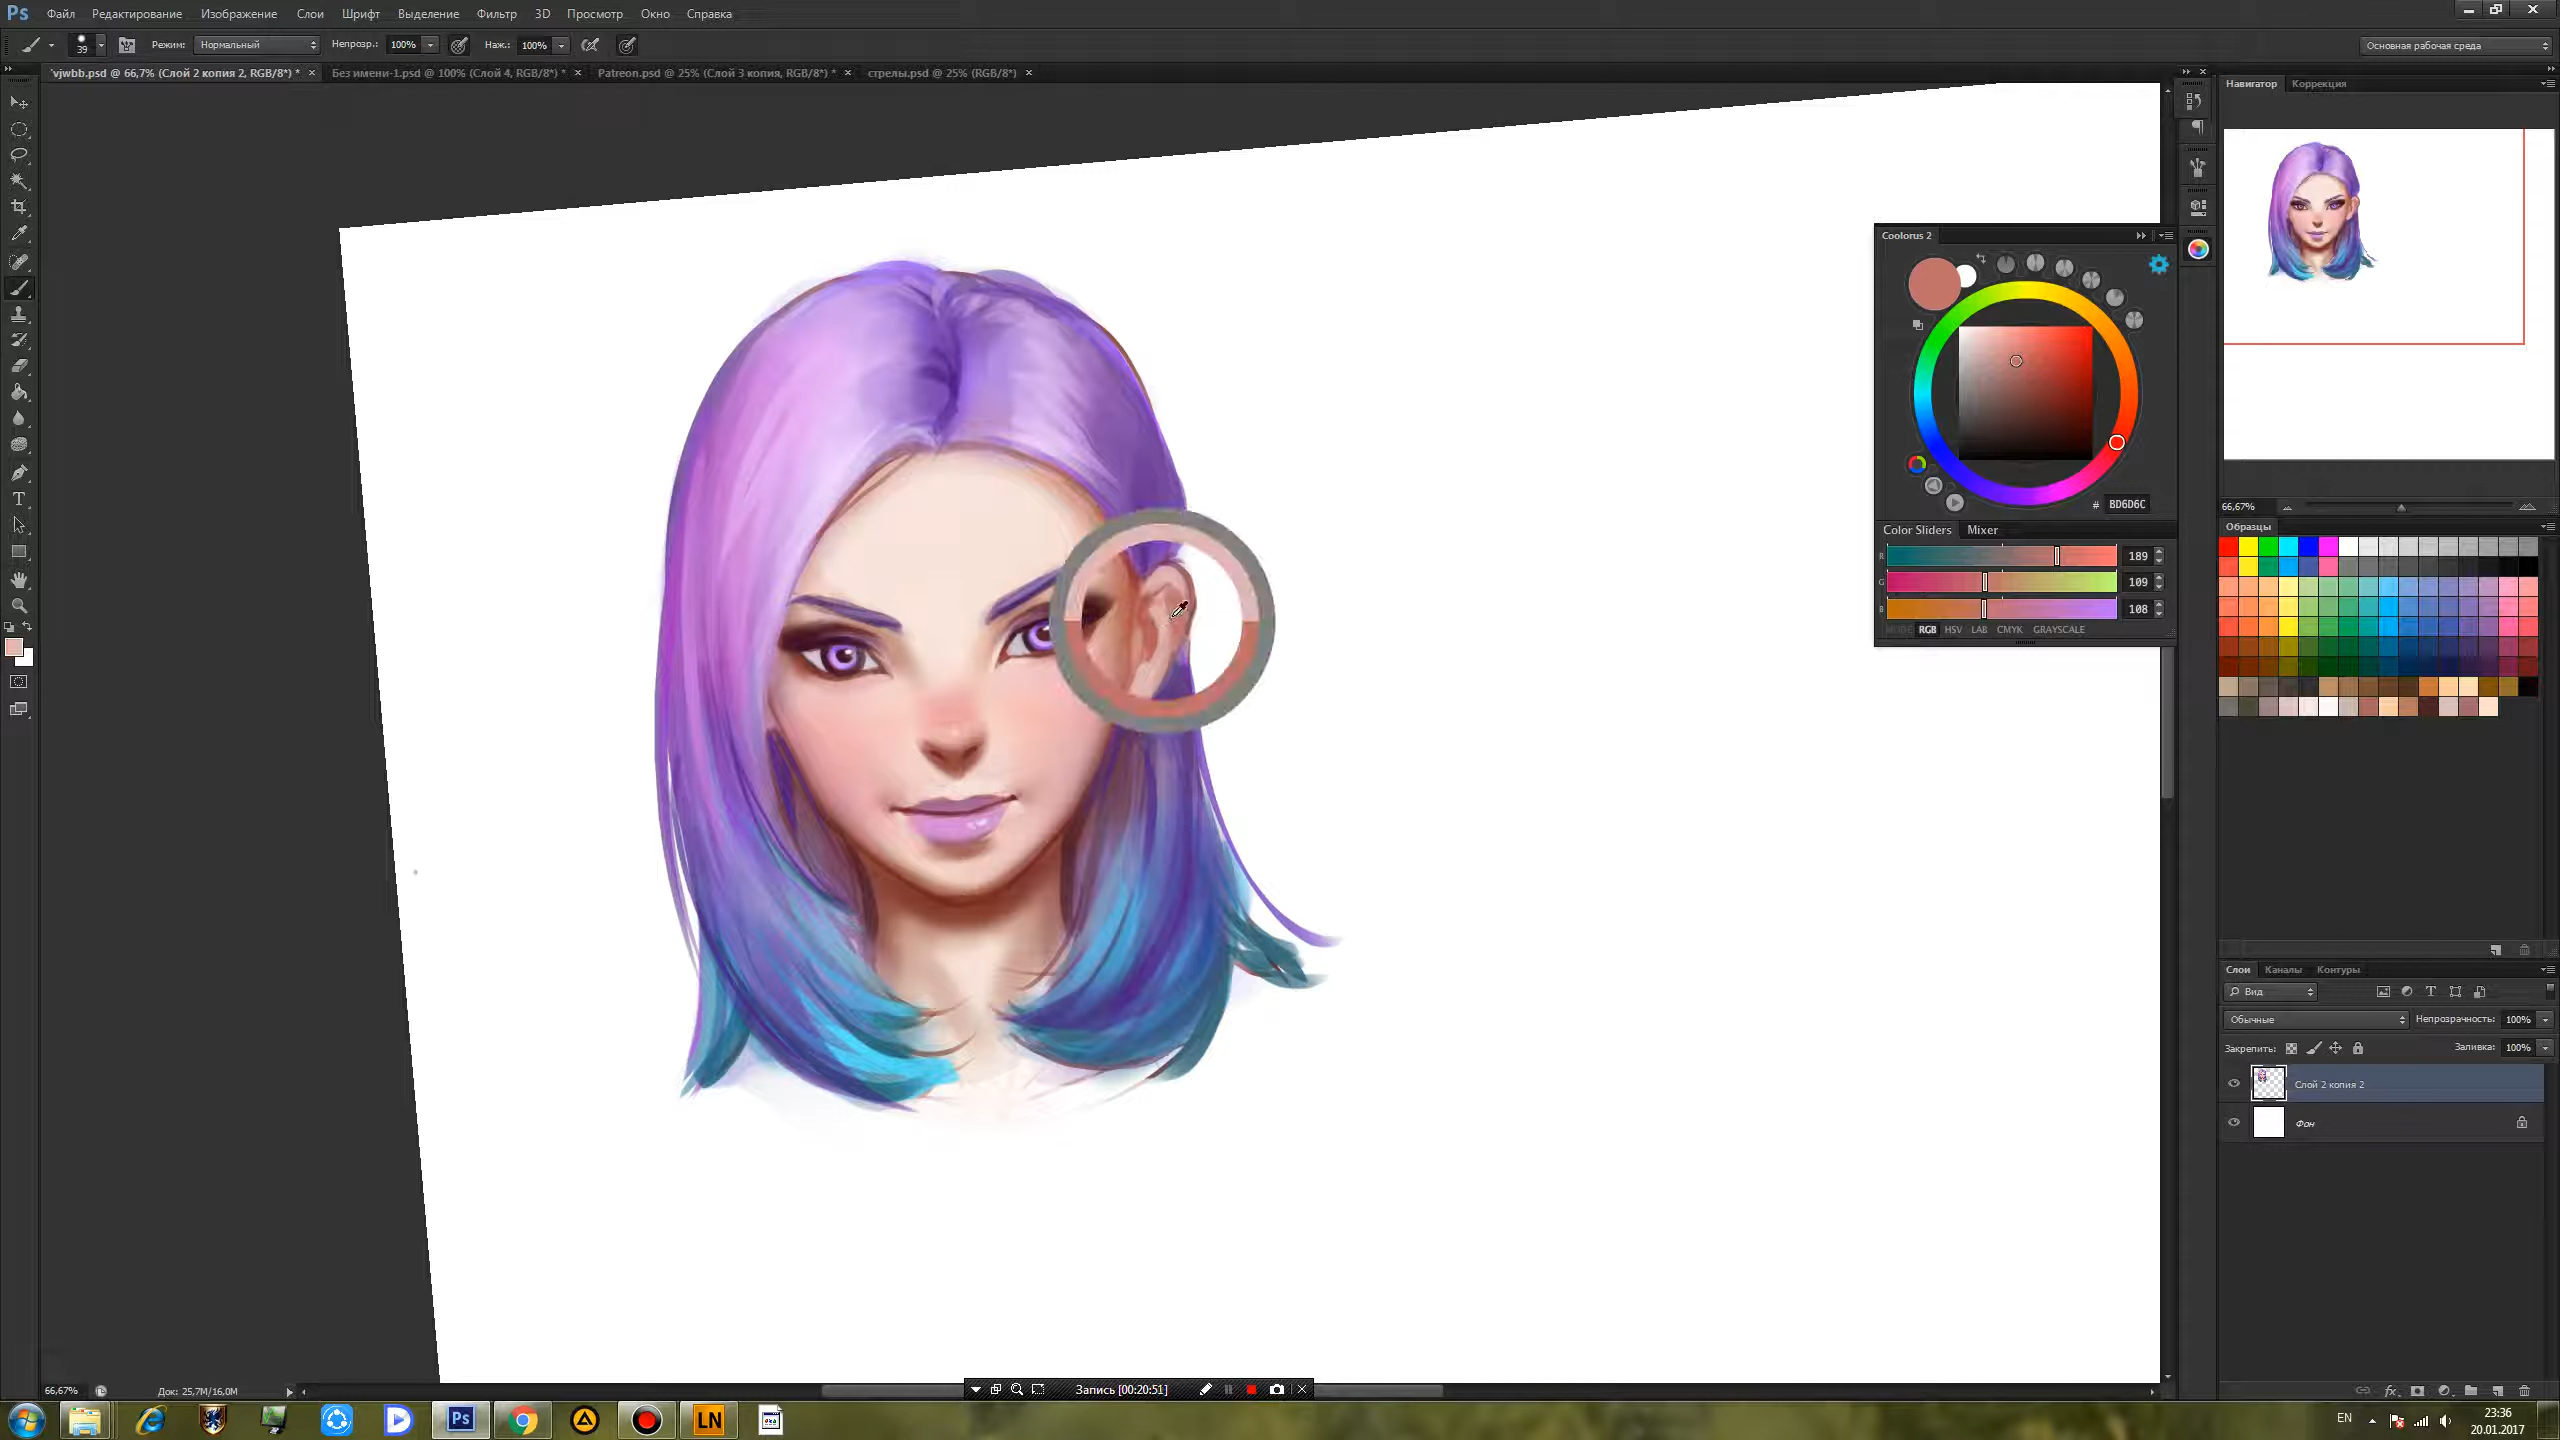 Ps Файл Редактирование Изображение Слои Шрифт Выделение Фильтр 3D Просмотр Окно Справка
39 Режим: Нормальный Непрозр.: 100% Наж.: 100% Основная рабочая среда
*vjwbb.psd @ 66,7% (Слой 2 копия 2, RGB/8*) * Без имени-1.psd @ 100% (Слой 4, RGB/8*) * Patreon.psd @ 25% (Слой 3 копия, RGB/8*) * стрелы.psd @ 25% (RGB/8*)
Навигатор Коррекция
Coolorus 2
# BD6D6C
66,67%
Образцы
Color Sliders Mixer
R 189
G 109
B 108
RGB HSV LAB CMYK GRAYSCALE
Слои Каналы Контуры
Вид
Обычные Непрозрачность: 100%
Закрепить: Заливка: 100%
Слой 2 копия 2
Фон
66,67% Док: 25,7M/16,0M
Запись [00:20:51]
Ps LN
EN
23:36
20.01.2017